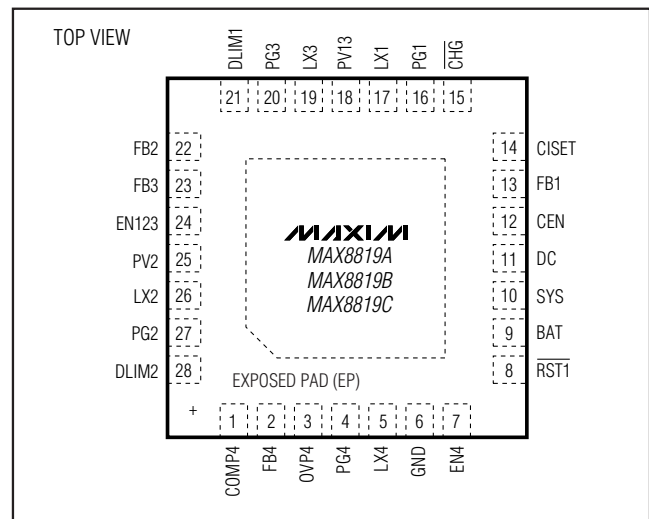 TOP VIEW
DLIM1
PG3
LX3
PV13
LX1
PG1
CHG
21 20 19 18 17 16 15
FB2 22
FB3 23
EN123 24
PV2 25
LX2 26
PG2 27
DLIM2 28
14 CISET
13 FB1
12 CEN
11 DC
10 SYS
9 BAT
8 RST1
MAXIM
MAX8819A
MAX8819B
MAX8819C
EXPOSED PAD (EP)
+
1 2 3 4 5 6 7
COMP4
FB4
OVP4
PG4
LX4
GND
EN4